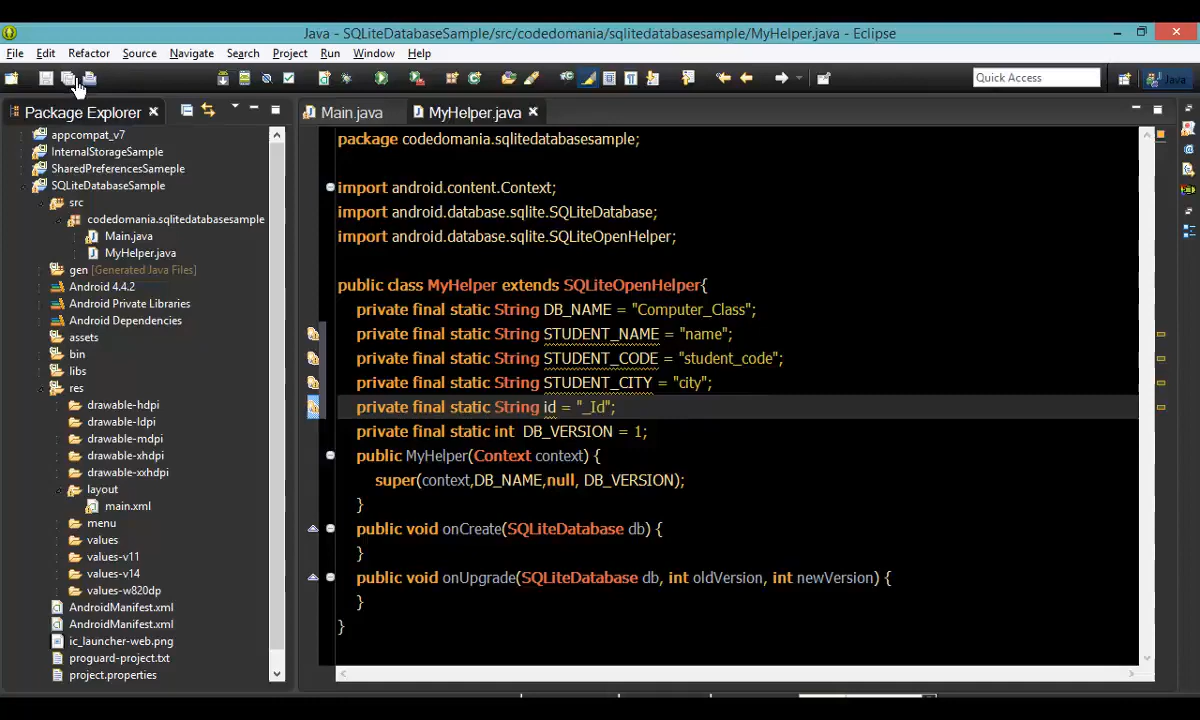 Java - SQLiteDatabaseSample/src/codedomania/sqlitedatabasesample/MyHelper.java - Eclipse
File Edit Refactor Source Navigate Search Project Run Window Help
Quick Access
Java
Package Explorer
Main.java
MyHelper.java
appcompat_v7
InternalStorageSample
SharedPreferencesSameple
SQLiteDatabaseSample
src
codedomania.sqlitedatabasesample
Main.java
MyHelper.java
gen [Generated Java Files]
Android 4.4.2
Android Private Libraries
Android Dependencies
assets
bin
libs
res
drawable-hdpi
drawable-ldpi
drawable-mdpi
drawable-xhdpi
drawable-xxhdpi
layout
main.xml
menu
values
values-v11
values-v14
values-w820dp
AndroidManifest.xml
AndroidManifest.xml
ic_launcher-web.png
proguard-project.txt
project.properties
package codedomania.sqlitedatabasesample;
import android.content.Context;
import android.database.sqlite.SQLiteDatabase;
import android.database.sqlite.SQLiteOpenHelper;
public class MyHelper extends SQLiteOpenHelper{
private final static String DB_NAME = "Computer_Class";
private final static String STUDENT_NAME = "name";
private final static String STUDENT_CODE = "student_code";
private final static String STUDENT_CITY = "city";
private final static String id = "_Id";
private final static int DB_VERSION = 1;
public MyHelper(Context context) {
super(context,DB_NAME,null, DB_VERSION);
}
public void onCreate(SQLiteDatabase db) {
}
public void onUpgrade(SQLiteDatabase db, int oldVersion, int newVersion) {
}
}